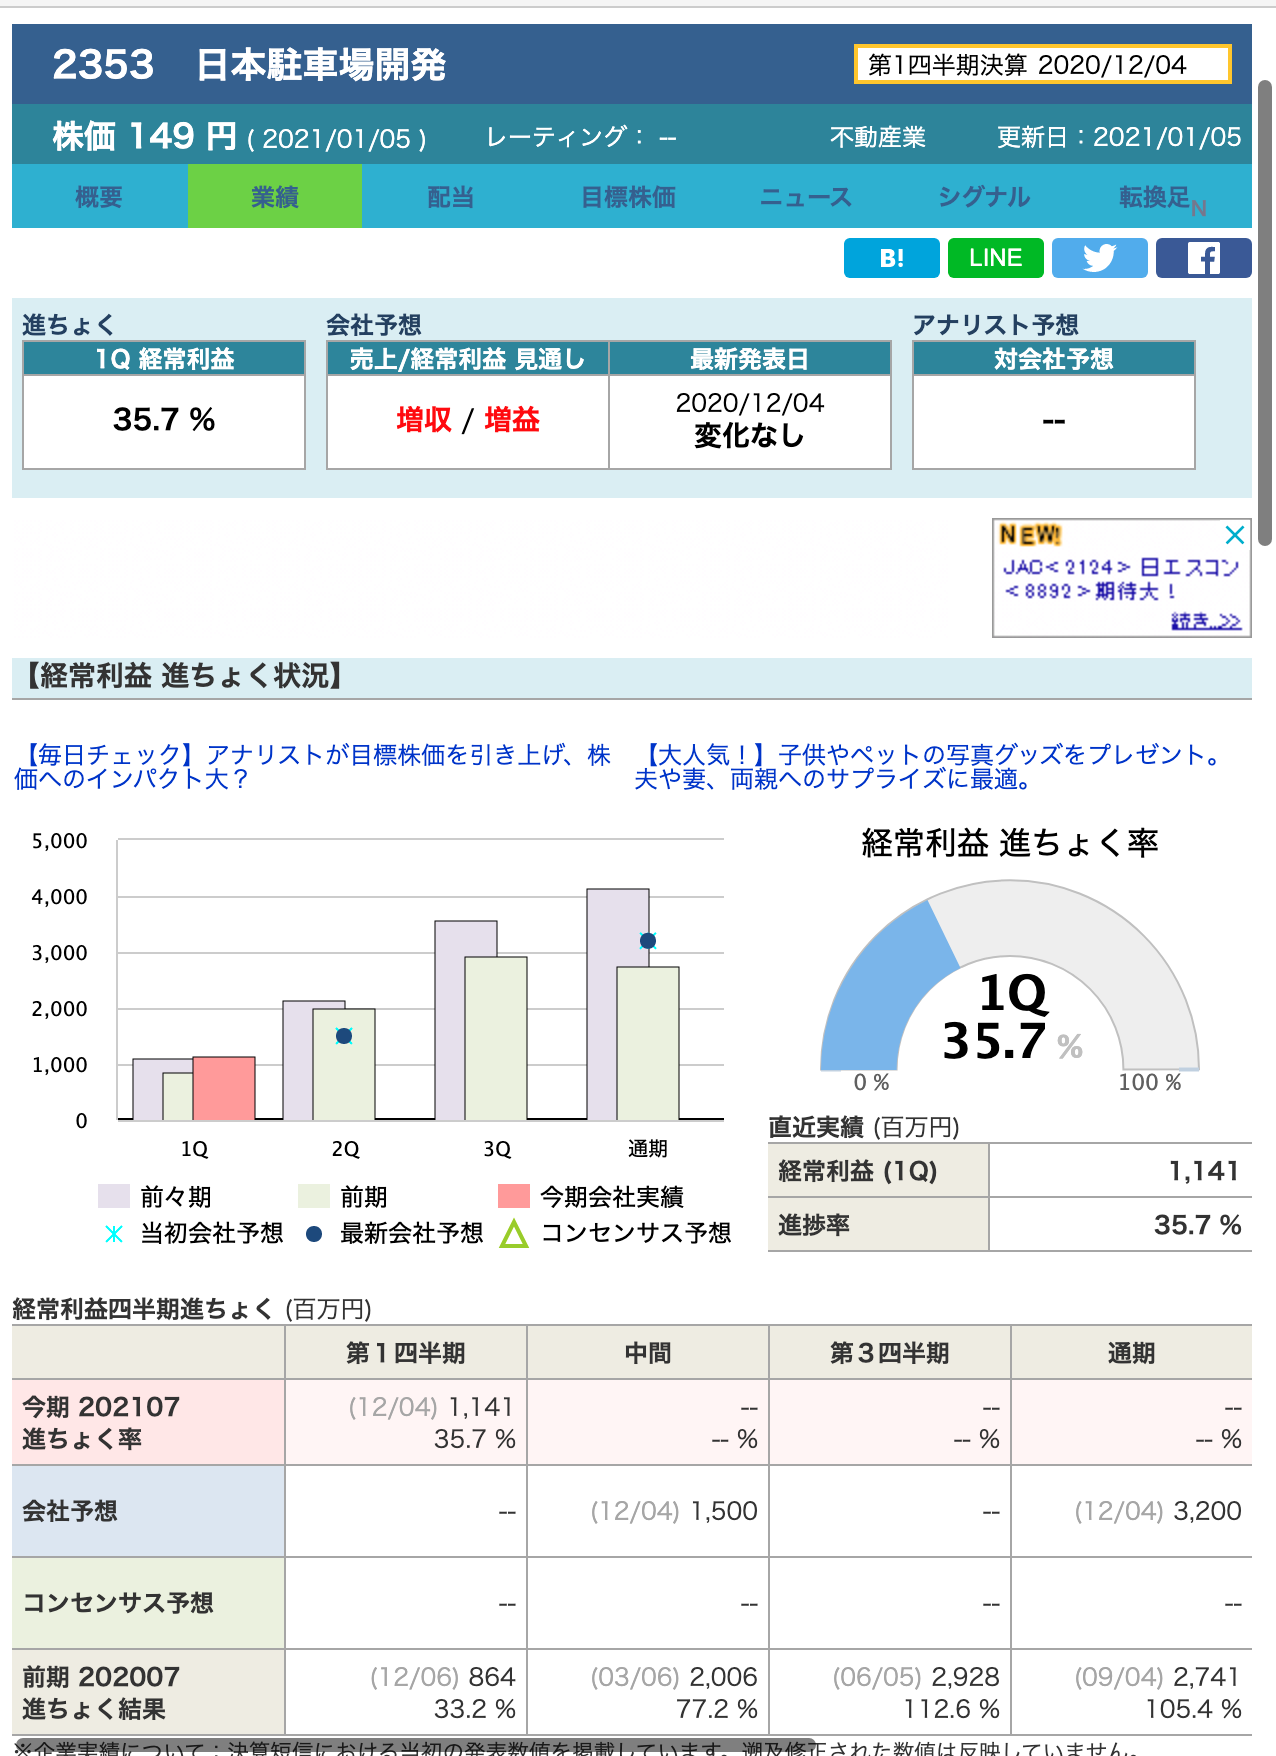 2353 日本駐車場開発
第1四半期決算 2020/12/04
株価 149 円 ( 2021/01/05 ) レーティング： -- 不動産業 更新日：2021/01/05
概要 業績 配当 目標株価 ニュース シグナル 転換足N
B! LINE
進ちょく 会社予想 アナリスト予想
1Q 経常利益 売上/経常利益 見通し 最新発表日 対会社予想
35.7 % 増収 / 増益 2020/12/04 --
変化なし
NEW!
JAC<2124> 日エスコン
<8892>期待大！
続き..>>
【経常利益 進ちょく状況】
【毎日チェック】アナリストが目標株価を引き上げ、株
価へのインパクト大？
【大人気！】子供やペットの写真グッズをプレゼント。
夫や妻、両親へのサプライズに最適。
5,000
4,000
3,000
2,000
1,000
0
1Q 2Q 3Q 通期
前々期 前期 今期会社実績
当初会社予想 最新会社予想 コンセンサス予想
経常利益 進ちょく率
1Q
35.7 %
0 % 100 %
直近実績 (百万円)
経常利益 (1Q) 1,141
進捗率 35.7 %
経常利益四半期進ちょく (百万円)
第１四半期 中間 第３四半期 通期
今期 202107 (12/04) 1,141 -- -- --
進ちょく率 35.7 % -- % -- % -- %
会社予想 -- (12/04) 1,500 -- (12/04) 3,200
コンセンサス予想 -- -- -- --
前期 202007 (12/06) 864 (03/06) 2,006 (06/05) 2,928 (09/04) 2,741
進ちょく結果 33.2 % 77.2 % 112.6 % 105.4 %
※企業実績について：決算短信における当初の発表数値を掲載しています。遡及修正された数値は反映していません。